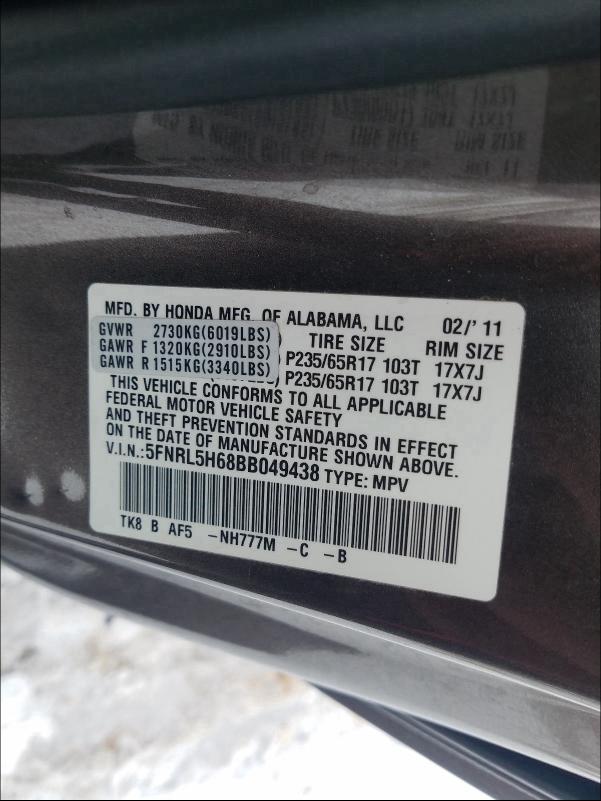 MFD. BY HONDA MFG. OF ALABAMA, LLC 02/' 11
GVWR 2730KG(6019LBS) TIRE SIZE RIM SIZE
GAWR F 1320KG(2910LBS) P235/65R17 103T 17X7J
GAWR R 1515KG(3340LBS) P235/65R17 103T 17X7J
THIS VEHICLE CONFORMS TO ALL APPLICABLE
FEDERAL MOTOR VEHICLE SAFETY
AND THEFT PREVENTION STANDARDS IN EFFECT
ON THE DATE OF MANUFACTURE SHOWN ABOVE.
V.I.N.:5FNRL5H68BB049438 TYPE: MPV
TK8 B AF5 -NH777M -C -B